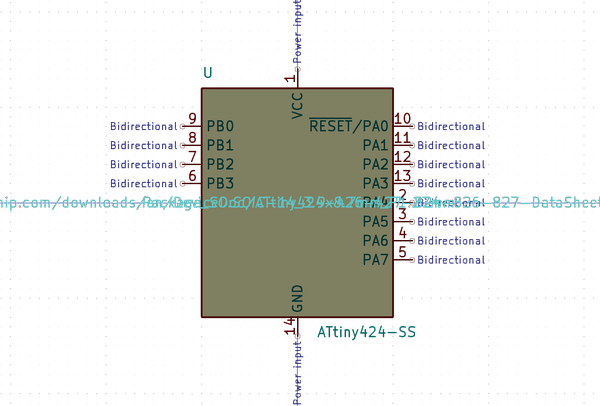 Power input
1
U
VCC
9 PB0 RESET/PA0 10 Bidirectional
Bidirectional
8 PB1 PA1 11 Bidirectional
Bidirectional
7 PB2 PA2 12 Bidirectional
Bidirectional
6 PB3 PA3 13 Bidirectional
Bidirectional
2
827 DataSheet
PA5 3 Bidirectional
PA6 4 Bidirectional
PA7 5 Bidirectional
GND
14
ATtiny424-SS
Power input